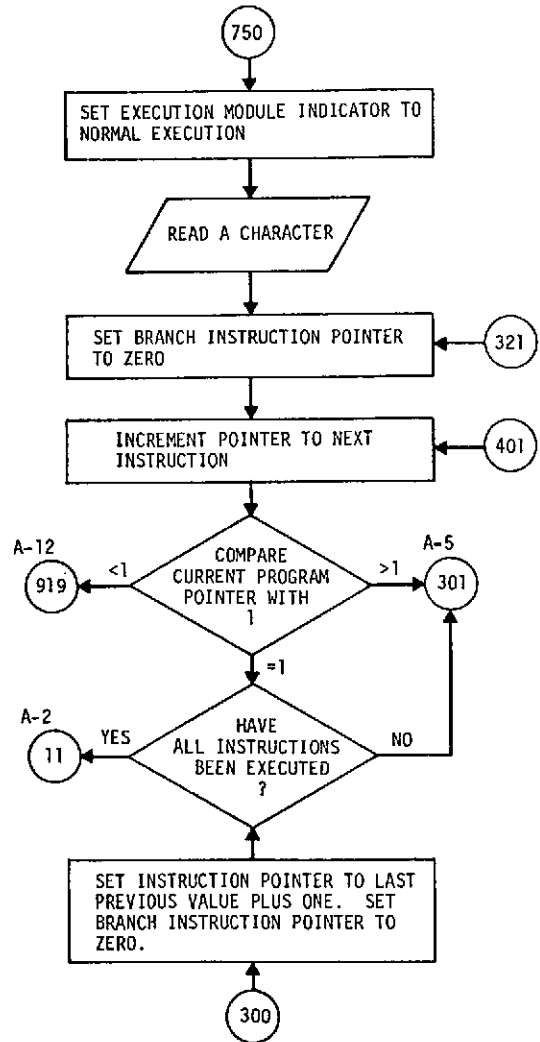 750
SET EXECUTION MODULE INDICATOR TO
NORMAL EXECUTION
READ A CHARACTER
SET BRANCH INSTRUCTION POINTER
TO ZERO
321
INCREMENT POINTER TO NEXT
INSTRUCTION
401
A-12
919
<1
COMPARE
CURRENT PROGRAM
POINTER WITH
1
>1
A-5
301
=1
A-2
11
YES
HAVE
ALL INSTRUCTIONS
BEEN EXECUTED
?
NO
SET INSTRUCTION POINTER TO LAST
PREVIOUS VALUE PLUS ONE. SET
BRANCH INSTRUCTION POINTER TO
ZERO.
300